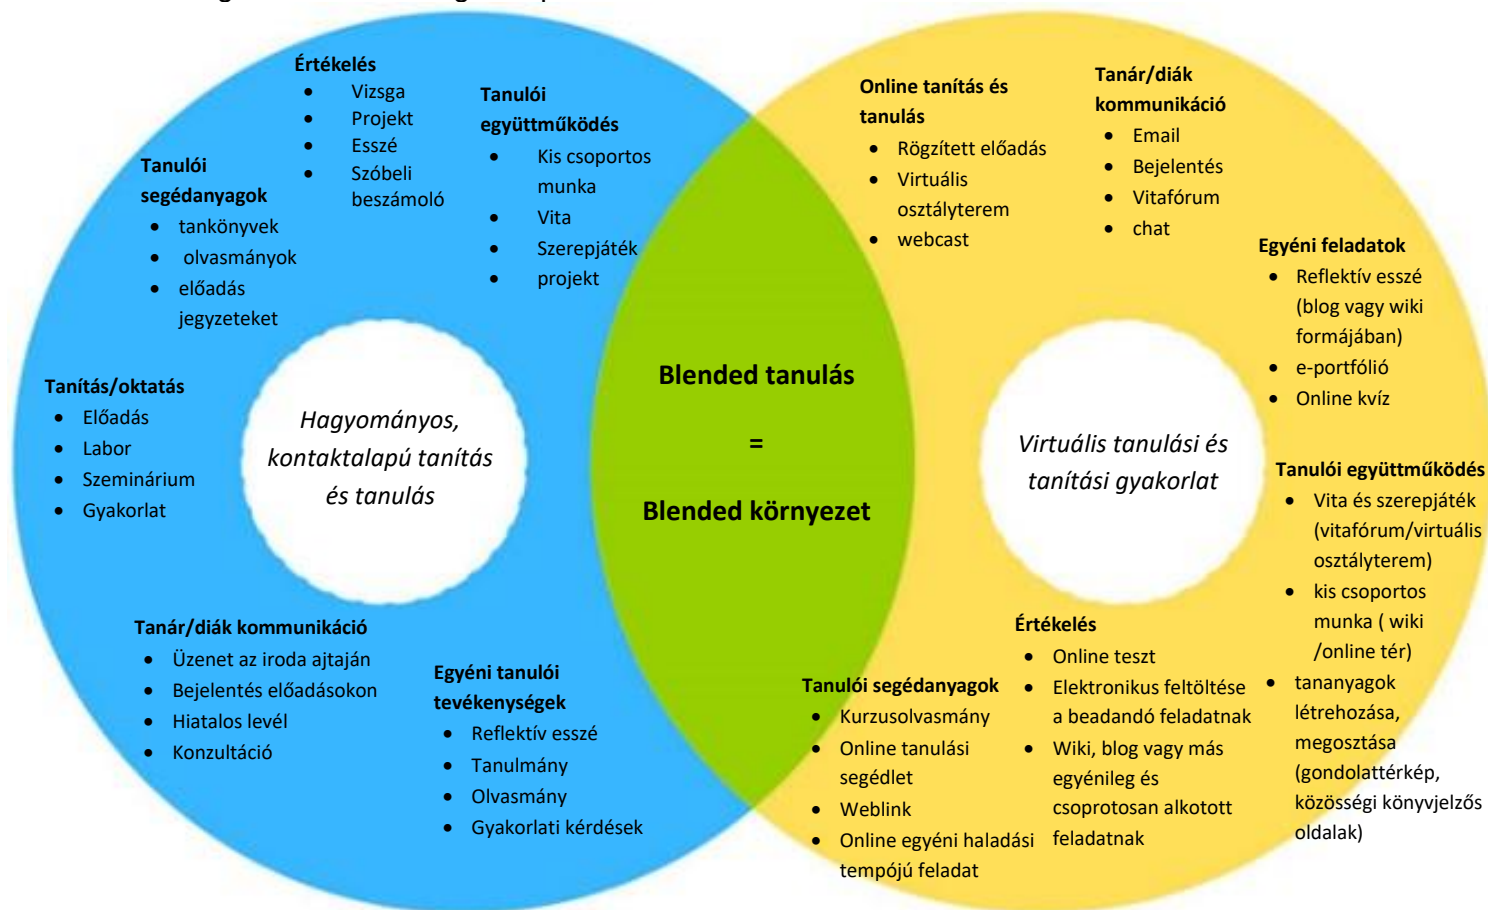 Értékelés
• Vizsga
• Projekt
• Esszé
• Szóbeli
beszámoló
Tanulói
együttműködés
• Kis csoportos
munka
• Vita
• Szerepjáték
• projekt
Tanulói
segédanyagok
• tankönyvek
• olvasmányok
• előadás
jegyzeteket
Tanítás/oktatás
• Előadás
• Labor
• Szeminárium
• Gyakorlat
Hagyományos,
kontaktalapú tanítás
és tanulás
Tanár/diák kommunikáció
• Üzenet az iroda ajtaján
• Bejelentés előadásokon
• Hiatalos levél
• Konzultáció
Egyéni tanulói
tevékenységek
• Reflektív esszé
• Tanulmány
• Olvasmány
• Gyakorlati kérdések
Blended tanulás
=
Blended környezet
Online tanítás és
tanulás
• Rögzített előadás
• Virtuális
osztályterem
• webcast
Tanár/diák
kommunikáció
• Email
• Bejelentés
• Vitafórum
• chat
Egyéni feladatok
• Reflektív esszé
(blog vagy wiki
formájában)
• e-portfólió
• Online kvíz
Virtuális tanulási és
tanítási gyakorlat
Tanulói együttműködés
• Vita és szerepjáték
(vitafórum/virtuális
osztályterem)
• kis csoportos
munka ( wiki
/online tér)
• tananyagok
létrehozása,
megosztása
(gondolattérkép,
közösségi könyvjelzős
oldalak)
Értékelés
• Online teszt
• Elektronikus feltöltése
a beadandó feladatnak
• Wiki, blog vagy más
egyénileg és
csoprotosan alkotott
feladatnak
Tanulói segédanyagok
• Kurzusolvasmány
• Online tanulási
segédlet
• Weblink
• Online egyéni haladási
tempójú feladat